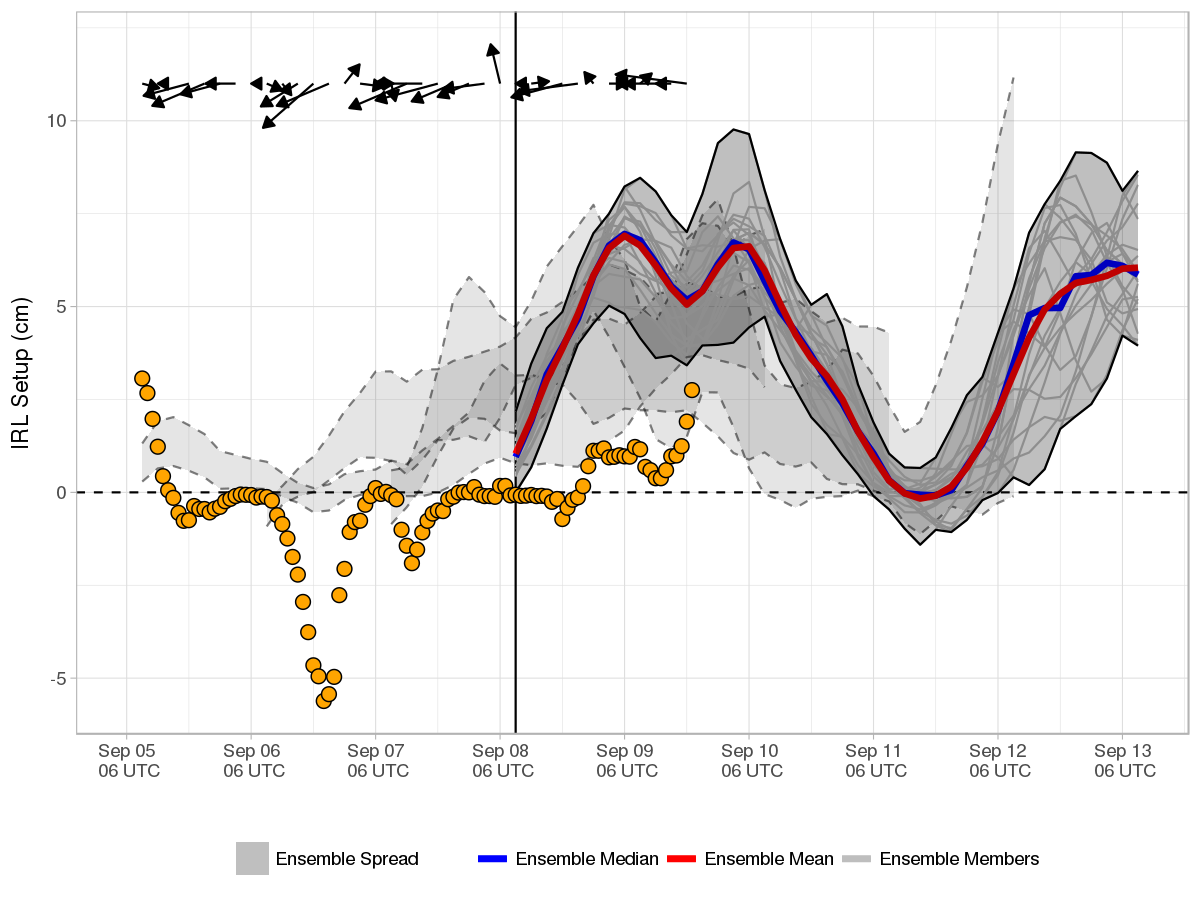 IRL Setup (cm)
10
5
0
-5
Sep 05 Sep 06 Sep 07 Sep 08 Sep 09 Sep 10 Sep 11 Sep 12 Sep 13
06 UTC 06 UTC 06 UTC 06 UTC 06 UTC 06 UTC 06 UTC 06 UTC 06 UTC
Ensemble Spread Ensemble Median Ensemble Mean Ensemble Members